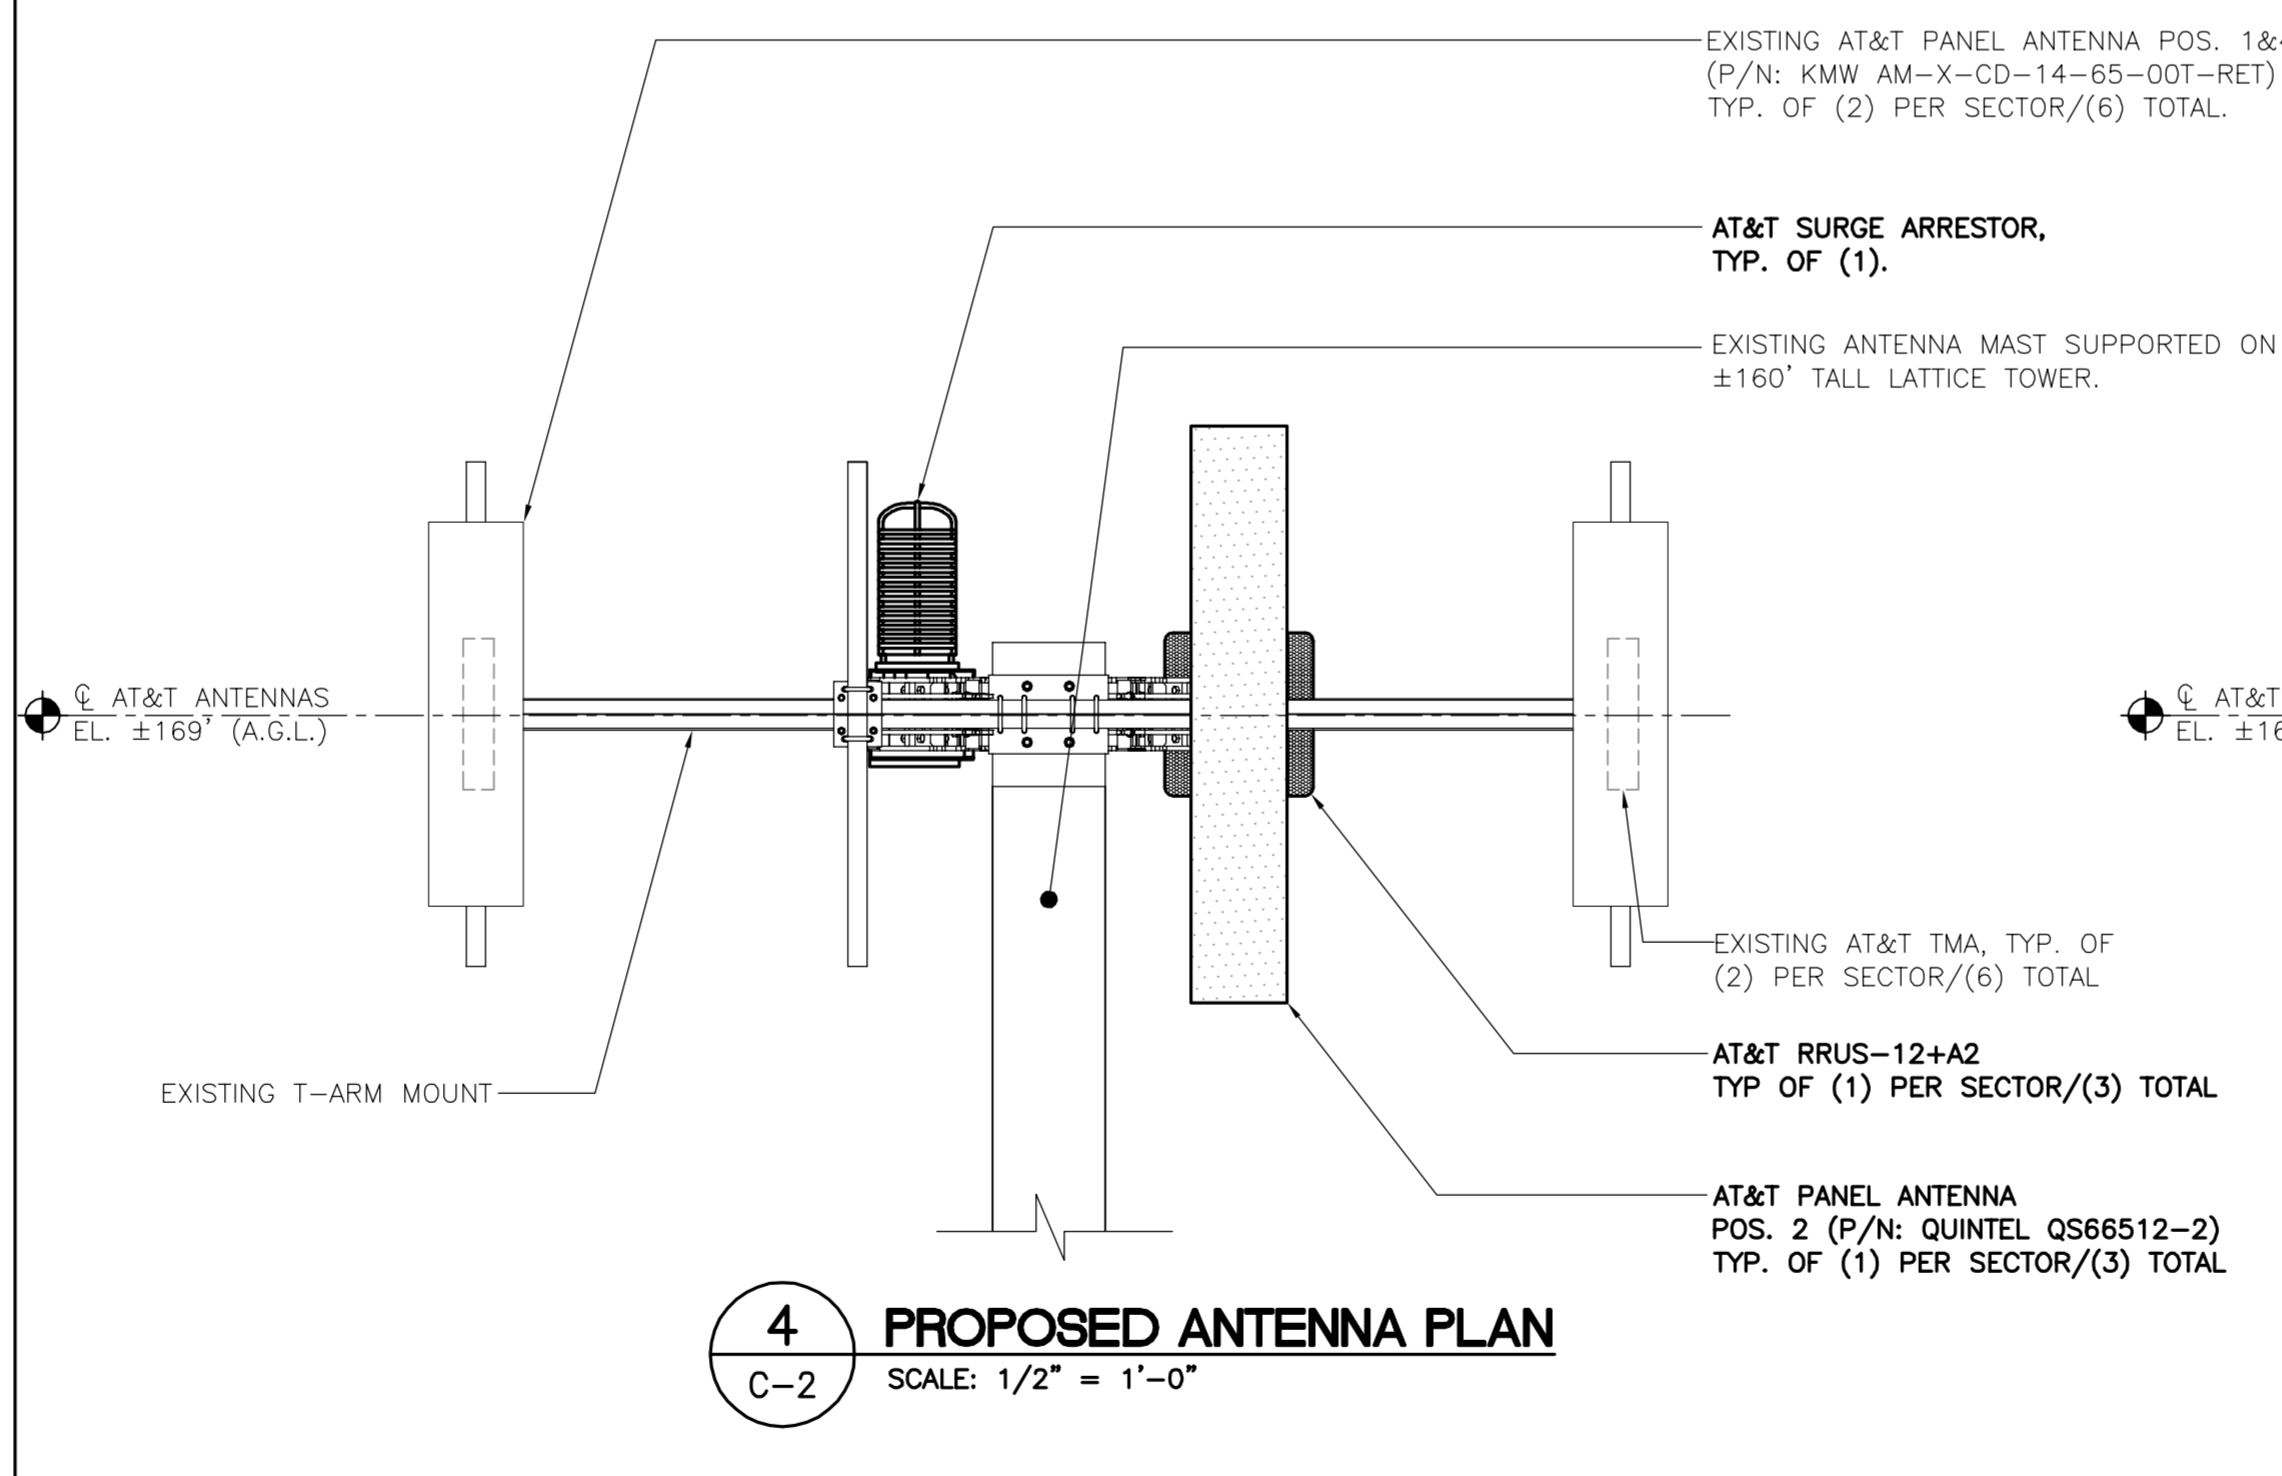 EXISTING AT&T PANEL ANTENNA POS. 1&
(P/N: KMW AM-X-CD-14-65-00T-RET)
TYP. OF (2) PER SECTOR/(6) TOTAL.
AT&T SURGE ARRESTOR,
TYP. OF (1).
EXISTING ANTENNA MAST SUPPORTED ON
±160' TALL LATTICE TOWER.
℄ AT&T ANTENNAS
EL. ±169' (A.G.L.)
℄ AT&T
EL. ±16
EXISTING AT&T TMA, TYP. OF
(2) PER SECTOR/(6) TOTAL
AT&T RRUS-12+A2
TYP OF (1) PER SECTOR/(3) TOTAL
EXISTING T-ARM MOUNT
AT&T PANEL ANTENNA
POS. 2 (P/N: QUINTEL QS66512-2)
TYP. OF (1) PER SECTOR/(3) TOTAL
4
C-2
PROPOSED ANTENNA PLAN
SCALE: 1/2" = 1'-0"